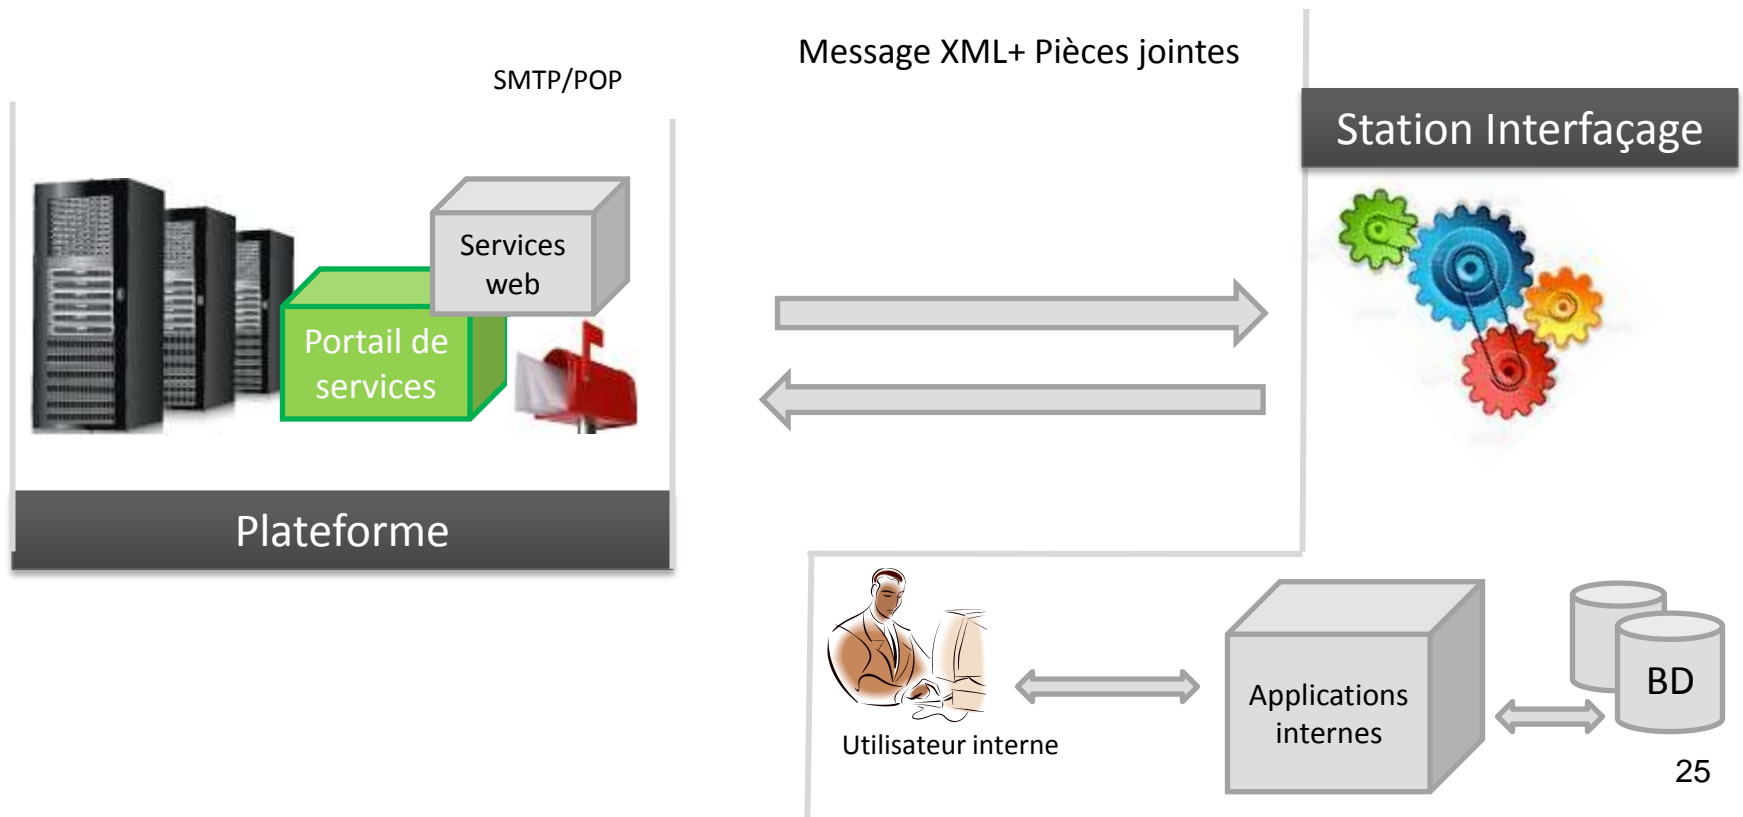 Message XML+ Pièces jointes
SMTP/POP
Station Interfaçage
Services
web
Portail de
services
Plateforme
Utilisateur interne
Applications
internes
BD
25